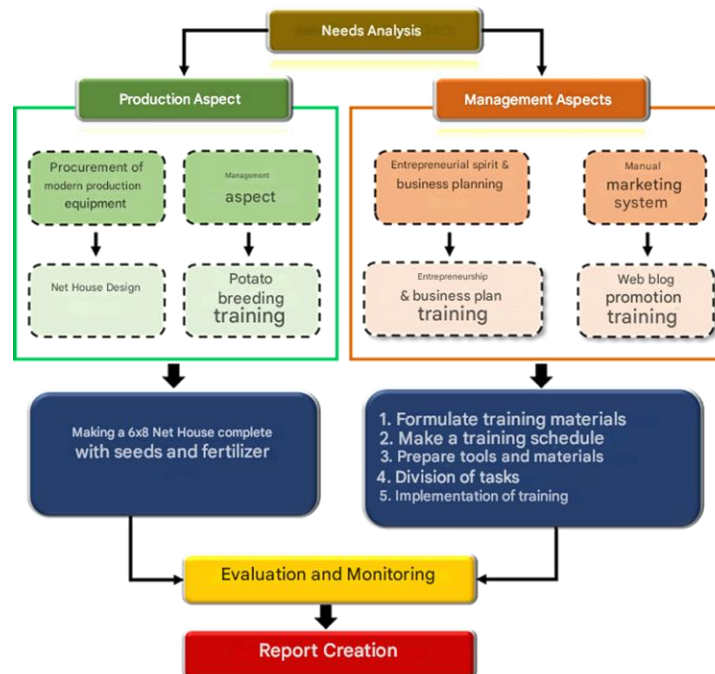 Needs Analysis
Production Aspect
Management Aspects
Procurement of
modern production
equipment
Management
aspect
Entrepreneurial spirit &
business planning
Manual
marketing
system
Net House Design
Potato
breeding
training
Entrepreneurship
& business plan
training
Web blog
promotion
training
Making a 6x8 Net House complete
with seeds and fertilizer
1. Formulate training materials
2. Make a training schedule
3. Prepare tools and materials
4. Division of tasks
5. Implementation of training
Evaluation and Monitoring
Report Creation